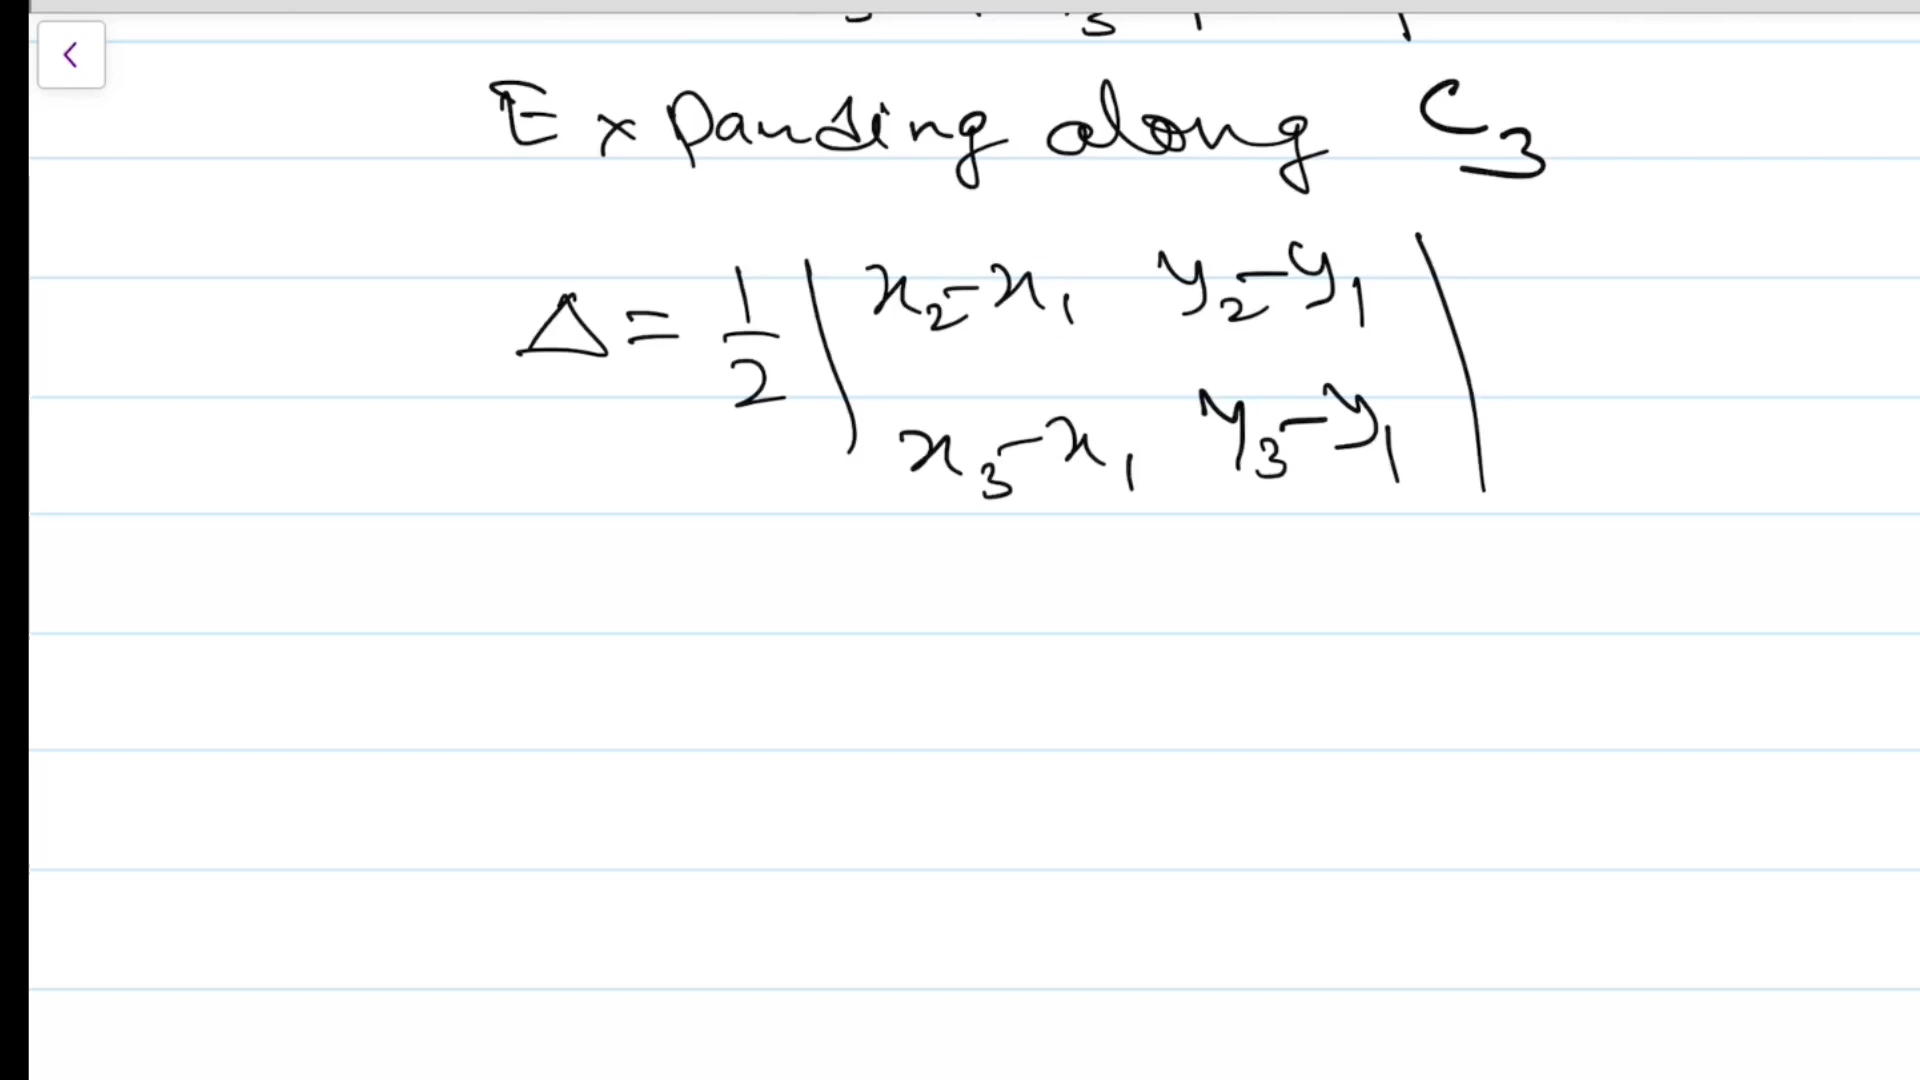 Expanding along C₃
Δ = 1/2 | x₂-x₁ y₂-y₁ |
| x₃-x₁ y₃-y₁ |